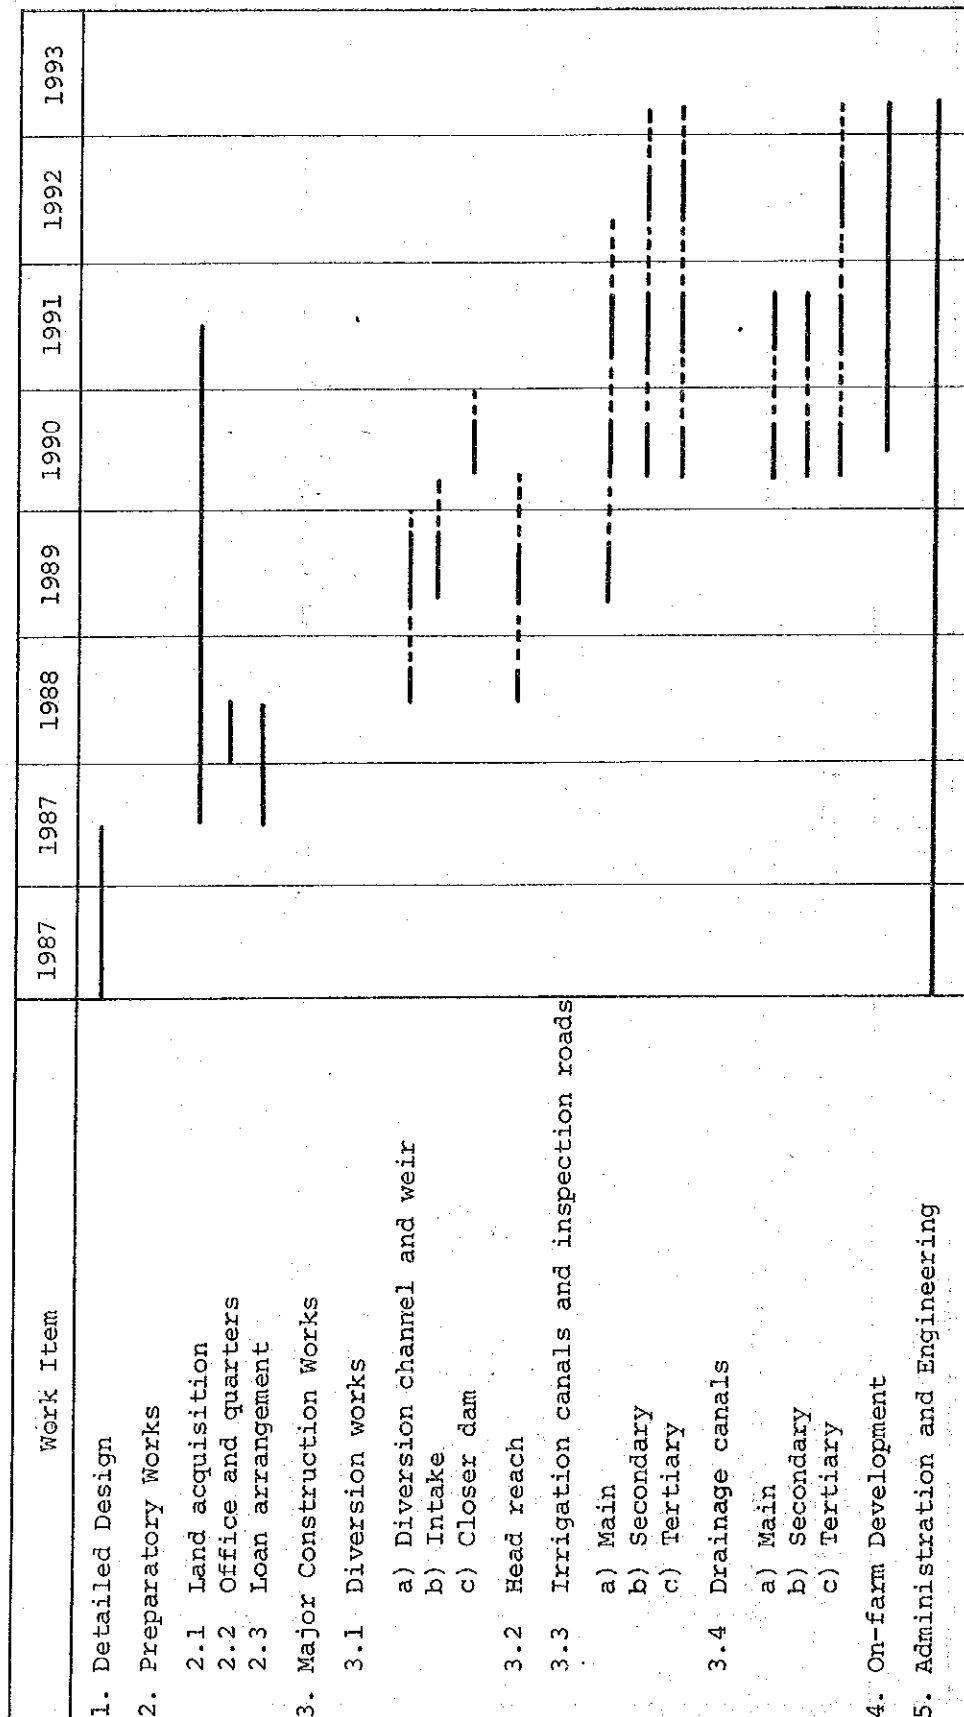 Work Item 1987 1987 1988 1989 1990 1991 1992 1993
1. Detailed Design
2. Preparatory Works
2.1 Land acquisition
2.2 Office and quarters
2.3 Loan arrangement
3. Major Construction Works
3.1 Diversion works
a) Diversion channel and weir
b) Intake
c) Closer dam
3.2 Head reach
3.3 Irrigation canals and inspection roads
a) Main
b) Secondary
c) Tertiary
3.4 Drainage canals
a) Main
b) Secondary
c) Tertiary
4. On-farm Development
5. Administration and Engineering